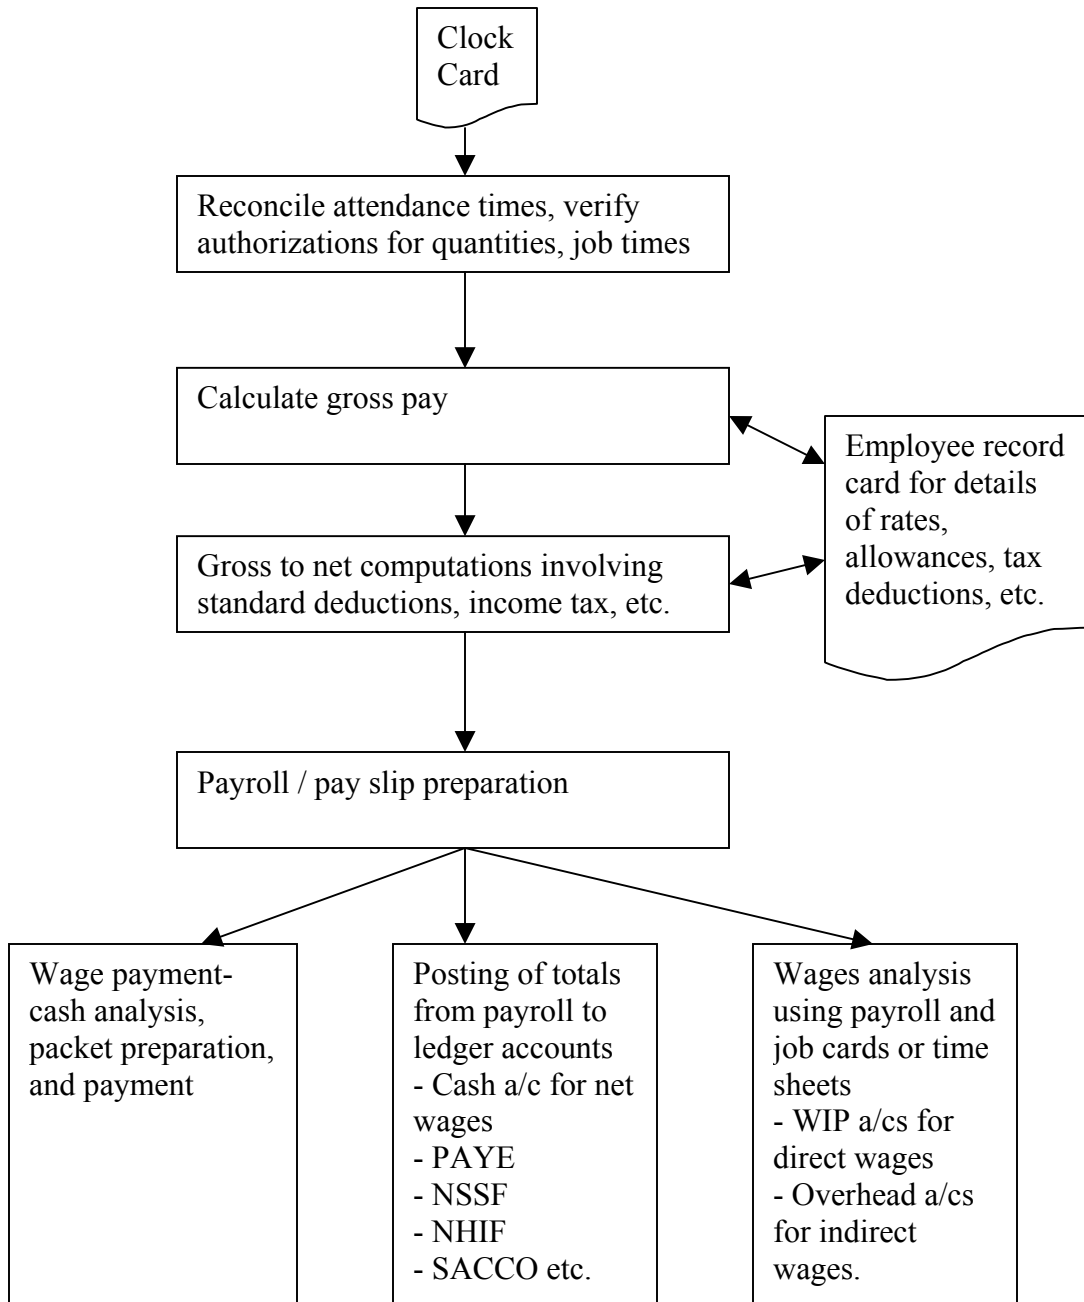 Clock
Card
Reconcile attendance times, verify
authorizations for quantities, job times
Calculate gross pay
Employee record
card for details
of rates,
allowances, tax
deductions, etc.
Gross to net computations involving
standard deductions, income tax, etc.
Payroll / pay slip preparation
Wage payment-
cash analysis,
packet preparation,
and payment
Posting of totals
from payroll to
ledger accounts
- Cash a/c for net
wages
- PAYE
- NSSF
- NHIF
- SACCO etc.
Wages analysis
using payroll and
job cards or time
sheets
- WIP a/cs for
direct wages
- Overhead a/cs
for indirect
wages.